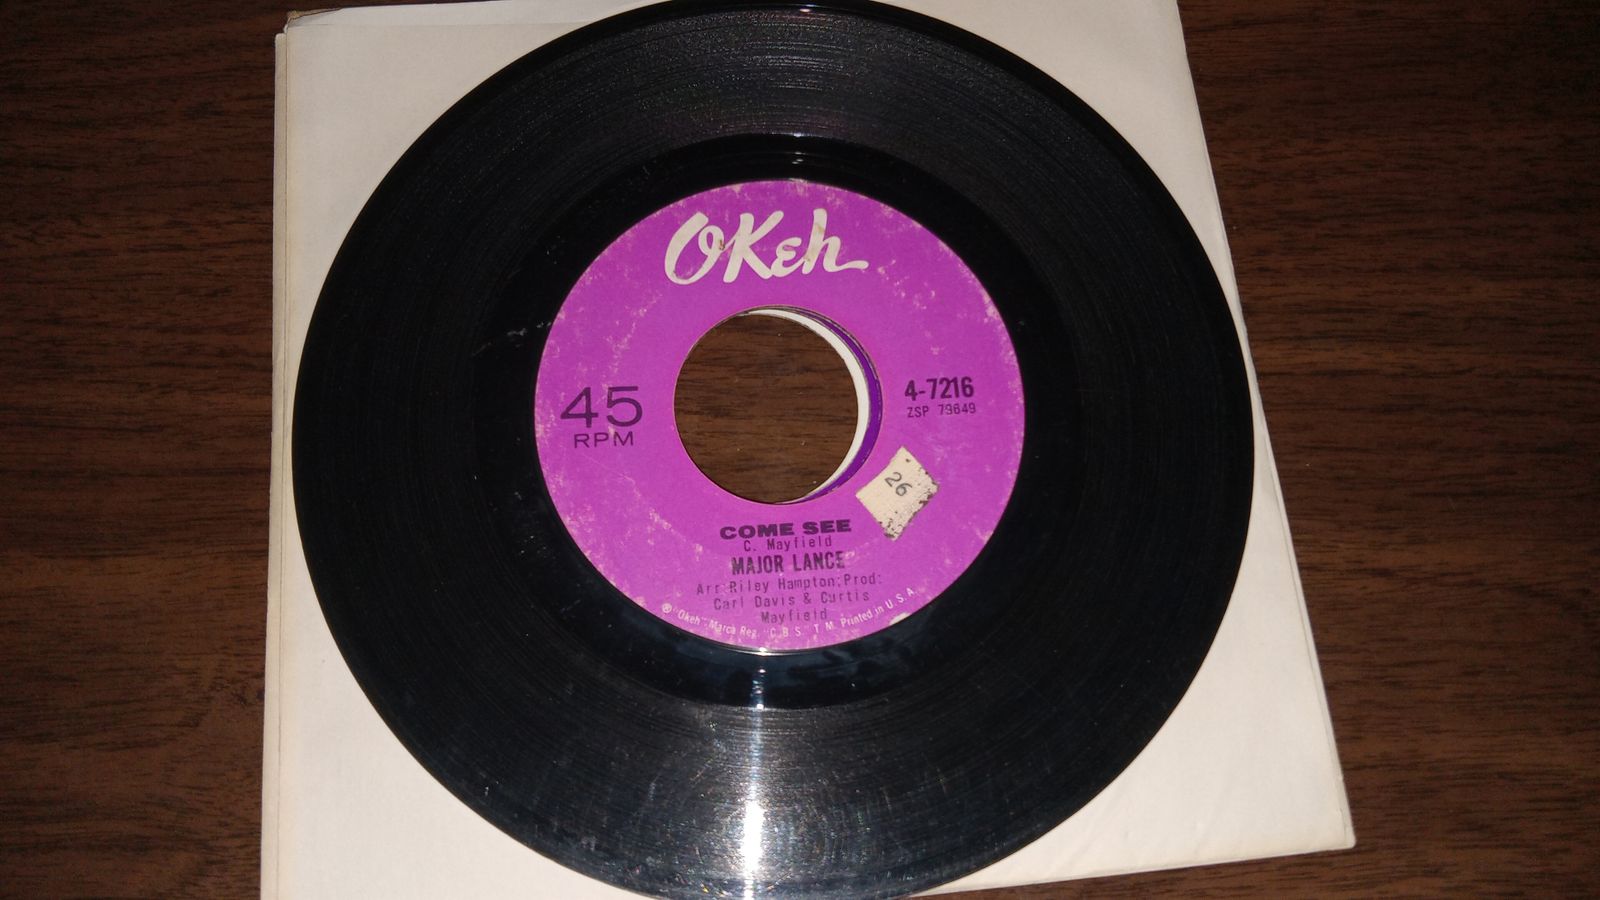 OKeh
45
RPM
4-7216
ZSP 79649
26
COME SEE
C. Mayfield
MAJOR LANCE
Arr: Riley Hampton; Prod:
Carl Davis & Curtis
Mayfield
® "Okeh" Marca Reg. "C B S" T M. Printed in U.S.A.